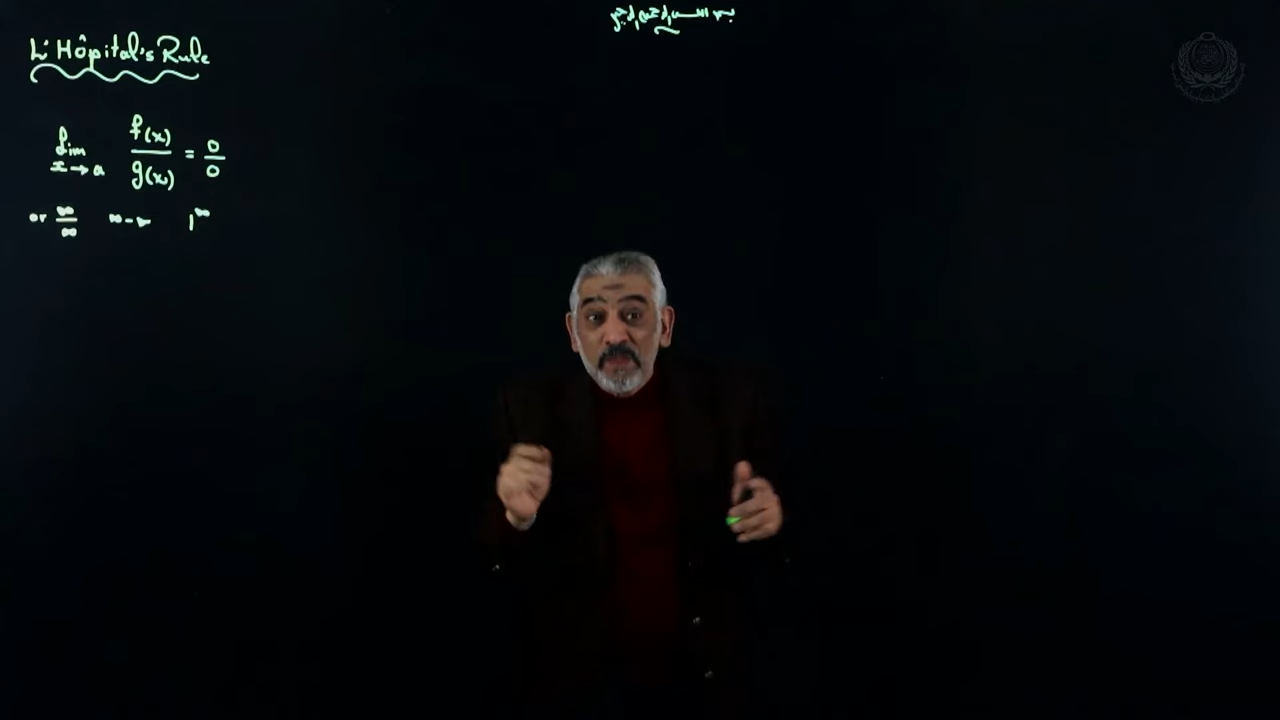 بسم الله الرحمن الرحيم
L'Hôpital's Rule
lim x→a f(x)/g(x) = 0/0
or ∞/∞ ∞-∞ 1^∞